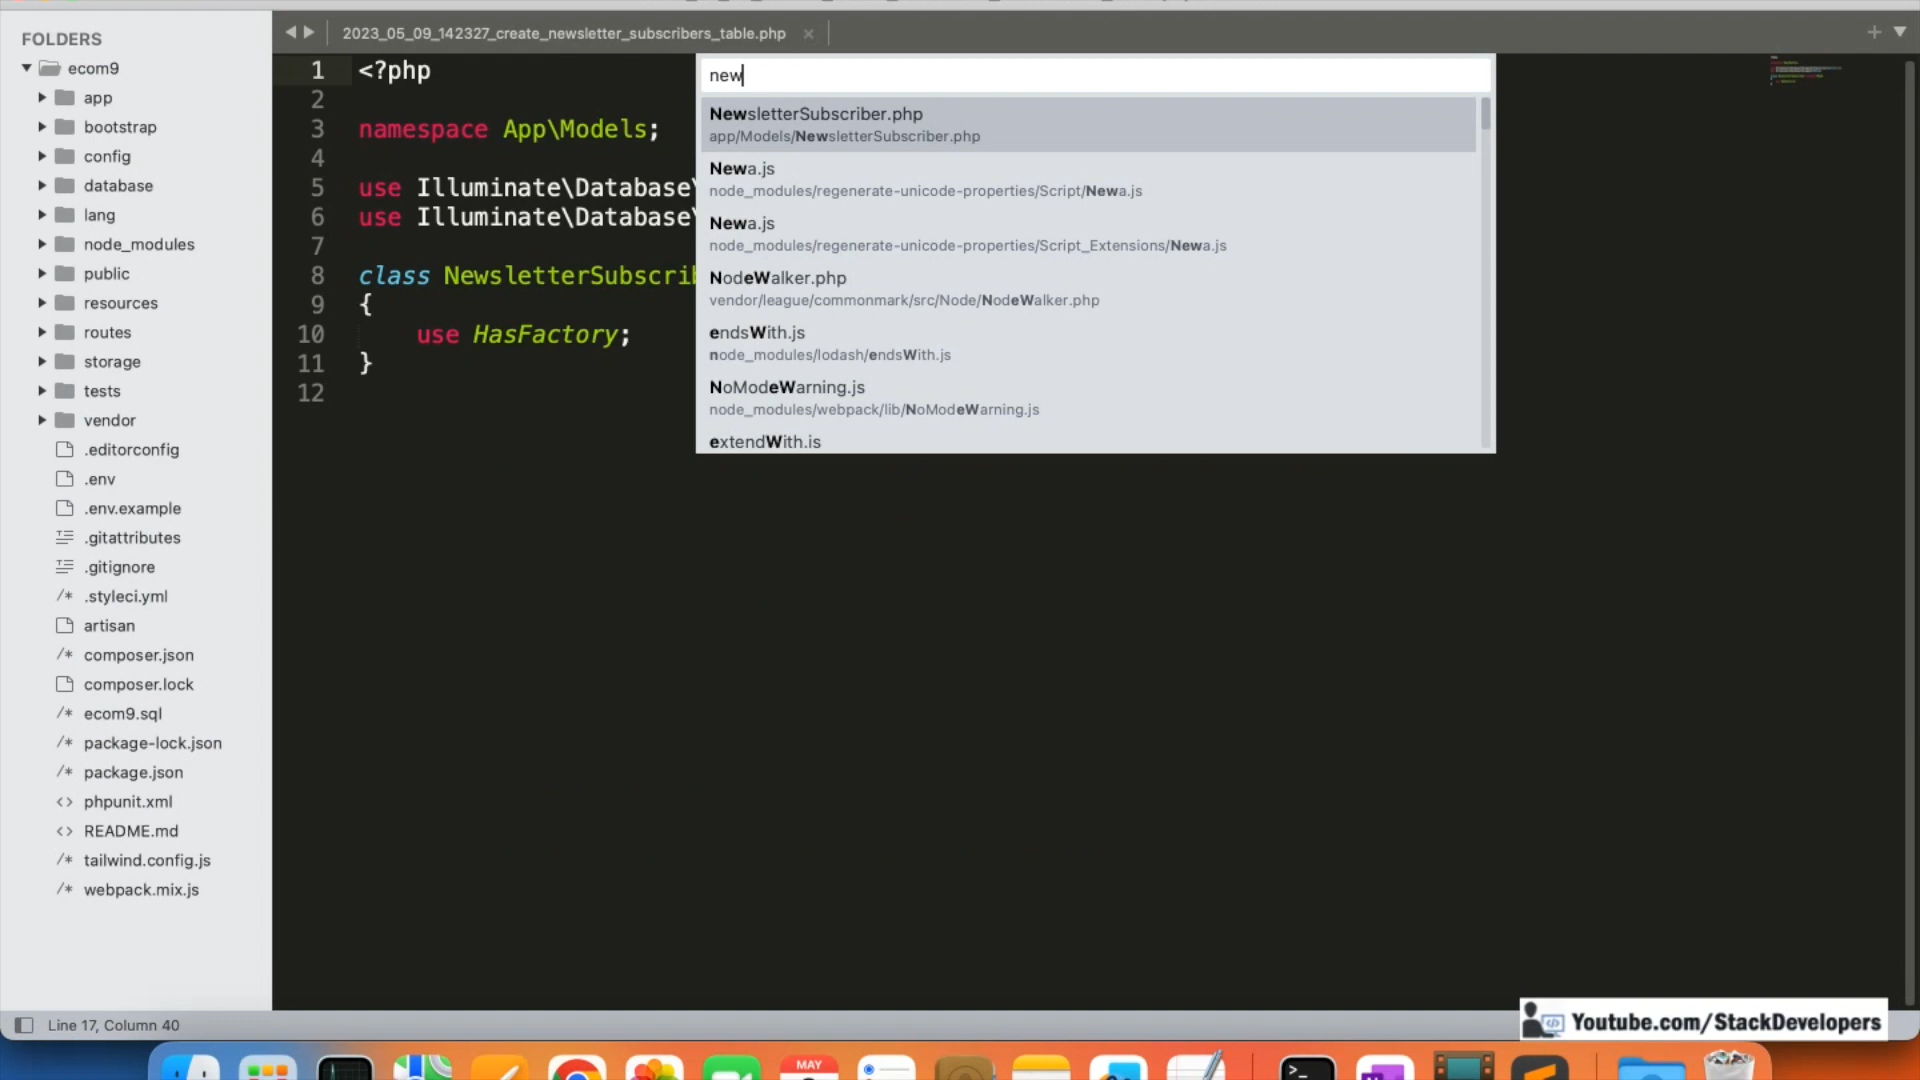 FOLDERS
ecom9
app
bootstrap
config
database
lang
node_modules
public
resources
routes
storage
tests
vendor
.editorconfig
.env
.env.example
.gitattributes
.gitignore
/* .styleci.yml
artisan
/* composer.json
composer.lock
/* ecom9.sql
/* package-lock.json
/* package.json
<> phpunit.xml
<> README.md
/* tailwind.config.js
/* webpack.mix.js
2023_05_09_142327_create_newsletter_subscribers_table.php ×
1 <?php
2
3 namespace App\Models;
4
5 use Illuminate\Database\
6 use Illuminate\Database\
7
8 class NewsletterSubscrib
9 {
10 use HasFactory;
11 }
12
new
NewsletterSubscriber.php
app/Models/NewsletterSubscriber.php
Newa.js
node_modules/regenerate-unicode-properties/Script/Newa.js
Newa.js
node_modules/regenerate-unicode-properties/Script_Extensions/Newa.js
NodeWalker.php
vendor/league/commonmark/src/Node/NodeWalker.php
endsWith.js
node_modules/lodash/endsWith.js
NoModeWarning.js
node_modules/webpack/lib/NoModeWarning.js
extendWith.js
Line 17, Column 40
Youtube.com/StackDevelopers
MAY